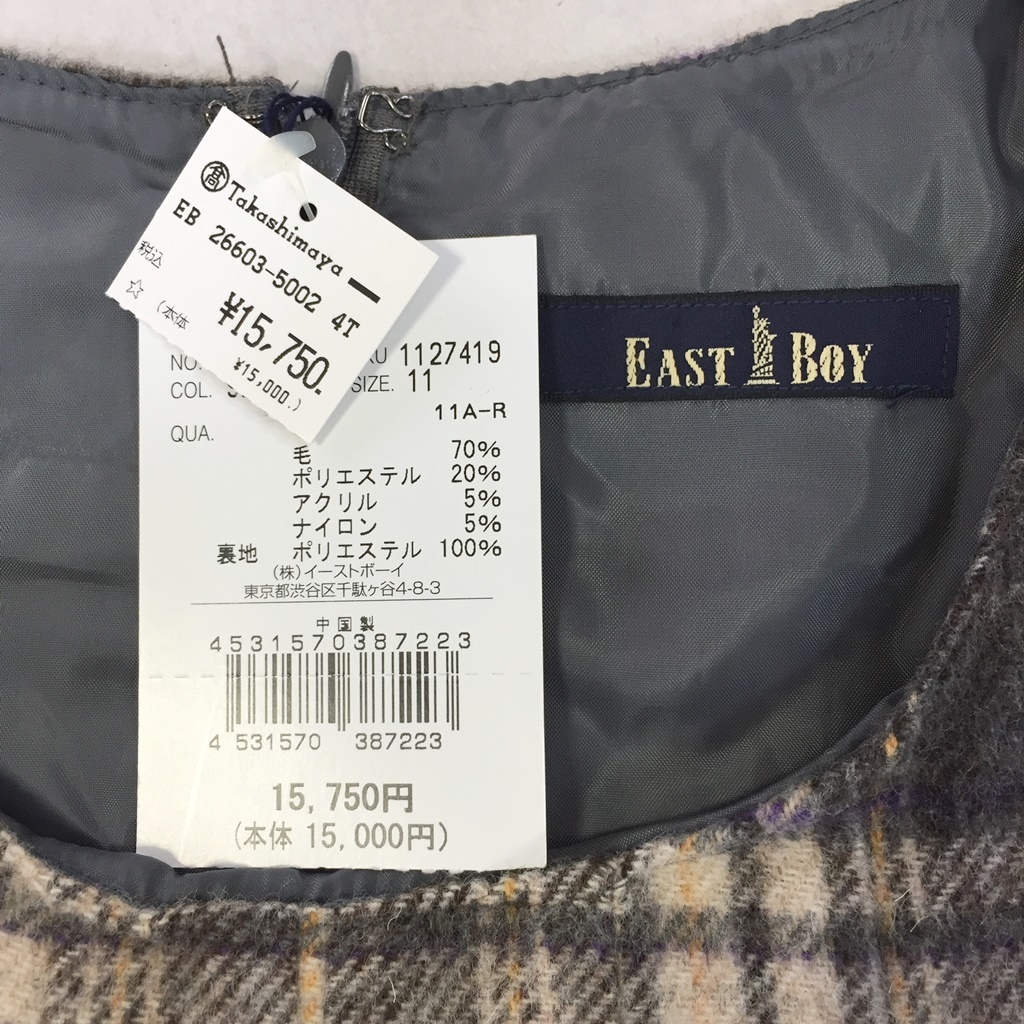 髙 Takashimaya
EB 26603-5002 4T
税込 ¥15,750.
☆ (本体 ¥15,000.)
EAST BOY
NO. 1127419
COL. SIZE. 11
11A-R
QUA.
毛 70%
ポリエステル 20%
アクリル 5%
ナイロン 5%
裏地 ポリエステル 100%
(株)イーストボーイ
東京都渋谷区千駄ヶ谷4-8-3
中国製
4531570387223
4 531570 387223
15,750円
(本体 15,000円)